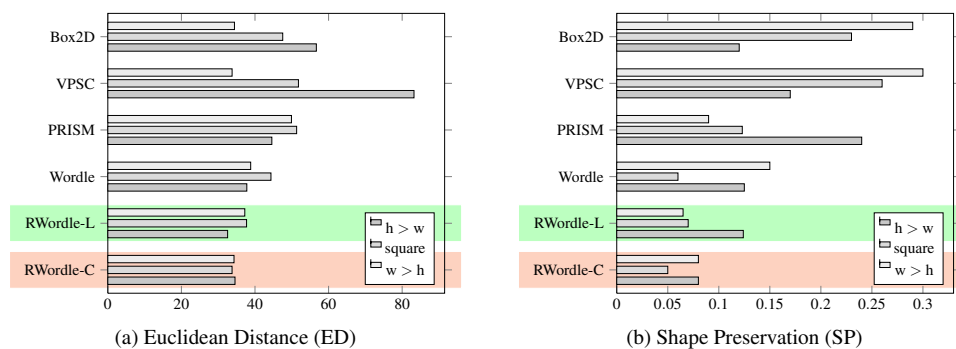 Box2D
VPSC
PRISM
Wordle
RWordle-L
RWordle-C
h > w
square
w > h
0 20 40 60 80
(a) Euclidean Distance (ED)
Box2D
VPSC
PRISM
Wordle
RWordle-L
RWordle-C
h > w
square
w > h
0 0.05 0.1 0.15 0.2 0.25 0.3
(b) Shape Preservation (SP)